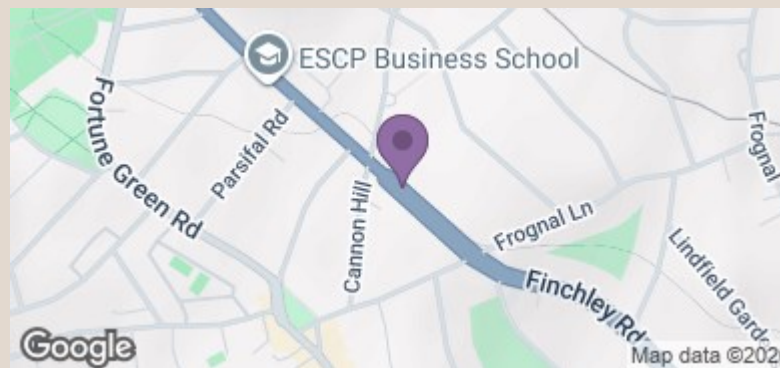 ESCP Business School
Fortune Green Rd
Parsifal Rd
Cannon Hill
Frognal Ln
Frognal
Lindfield Garde
Finchley Rd
Google
Map data ©202